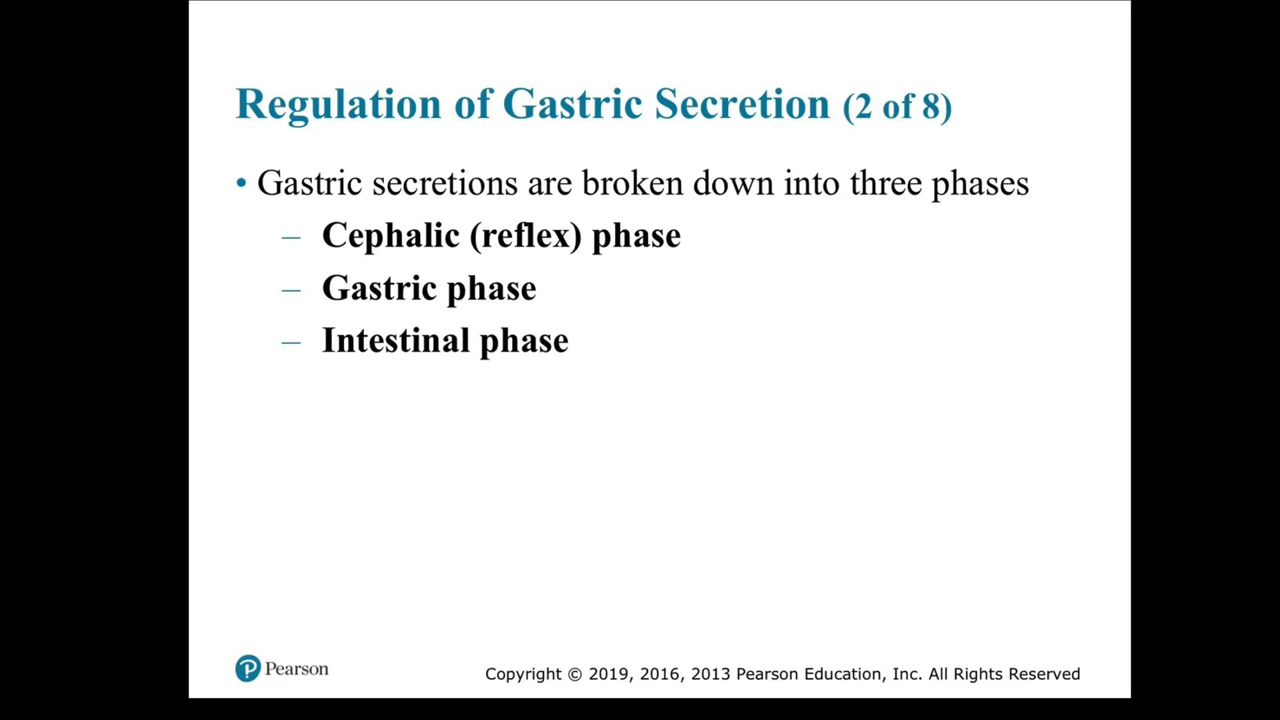 Regulation of Gastric Secretion (2 of 8)
• Gastric secretions are broken down into three phases
– Cephalic (reflex) phase
– Gastric phase
– Intestinal phase
Pearson
Copyright © 2019, 2016, 2013 Pearson Education, Inc. All Rights Reserved